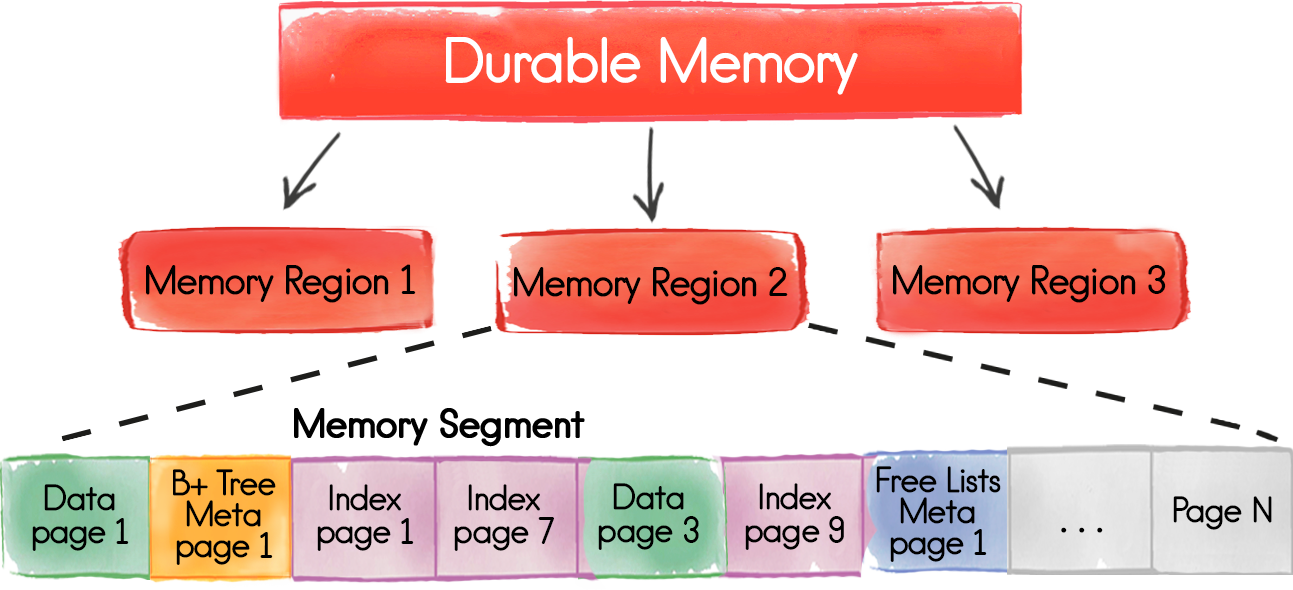 Durable Memory
Memory Region 1
Memory Region 2
Memory Region 3
Memory Segment
Data
page 1
B+ Tree
Meta
page 1
Index
page 1
Index
page 7
Data
page 3
Index
page 9
Free Lists
Meta
page 1
...
Page N